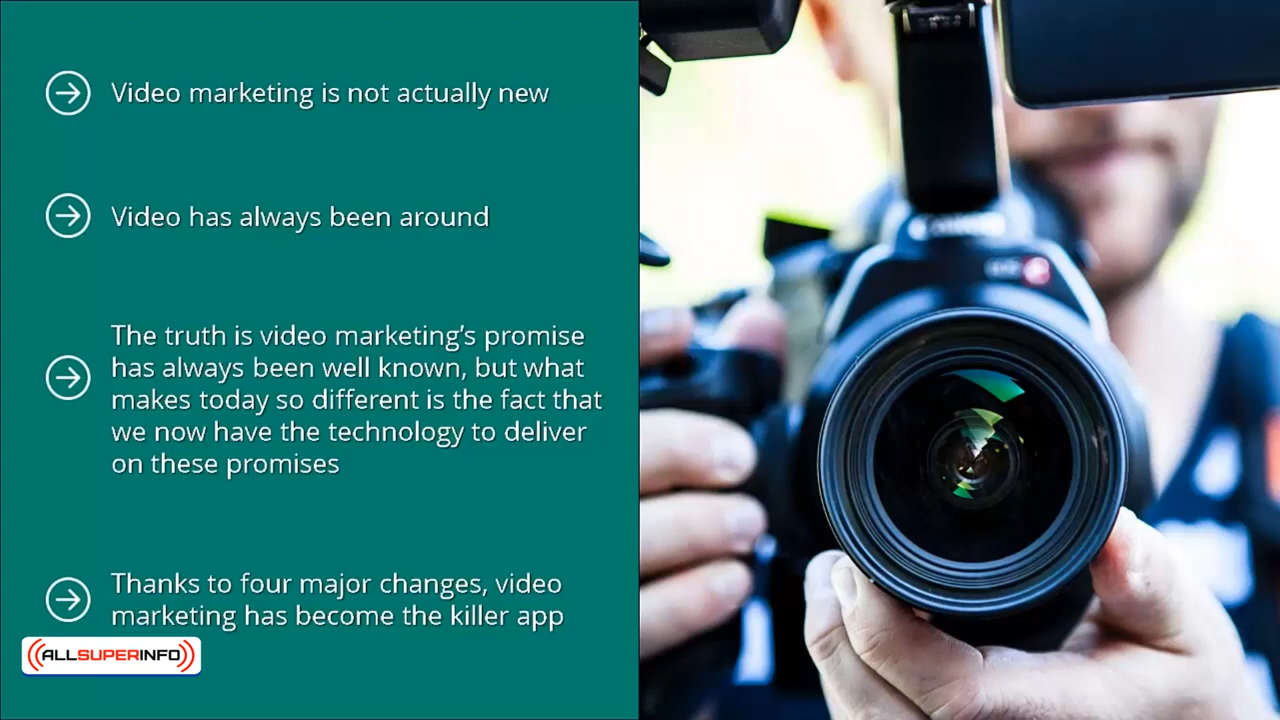 Video marketing is not actually new
Video has always been around
The truth is video marketing’s promise
has always been well known, but what
makes today so different is the fact that
we now have the technology to deliver
on these promises
Thanks to four major changes, video
marketing has become the killer app
ALLSUPERINFO